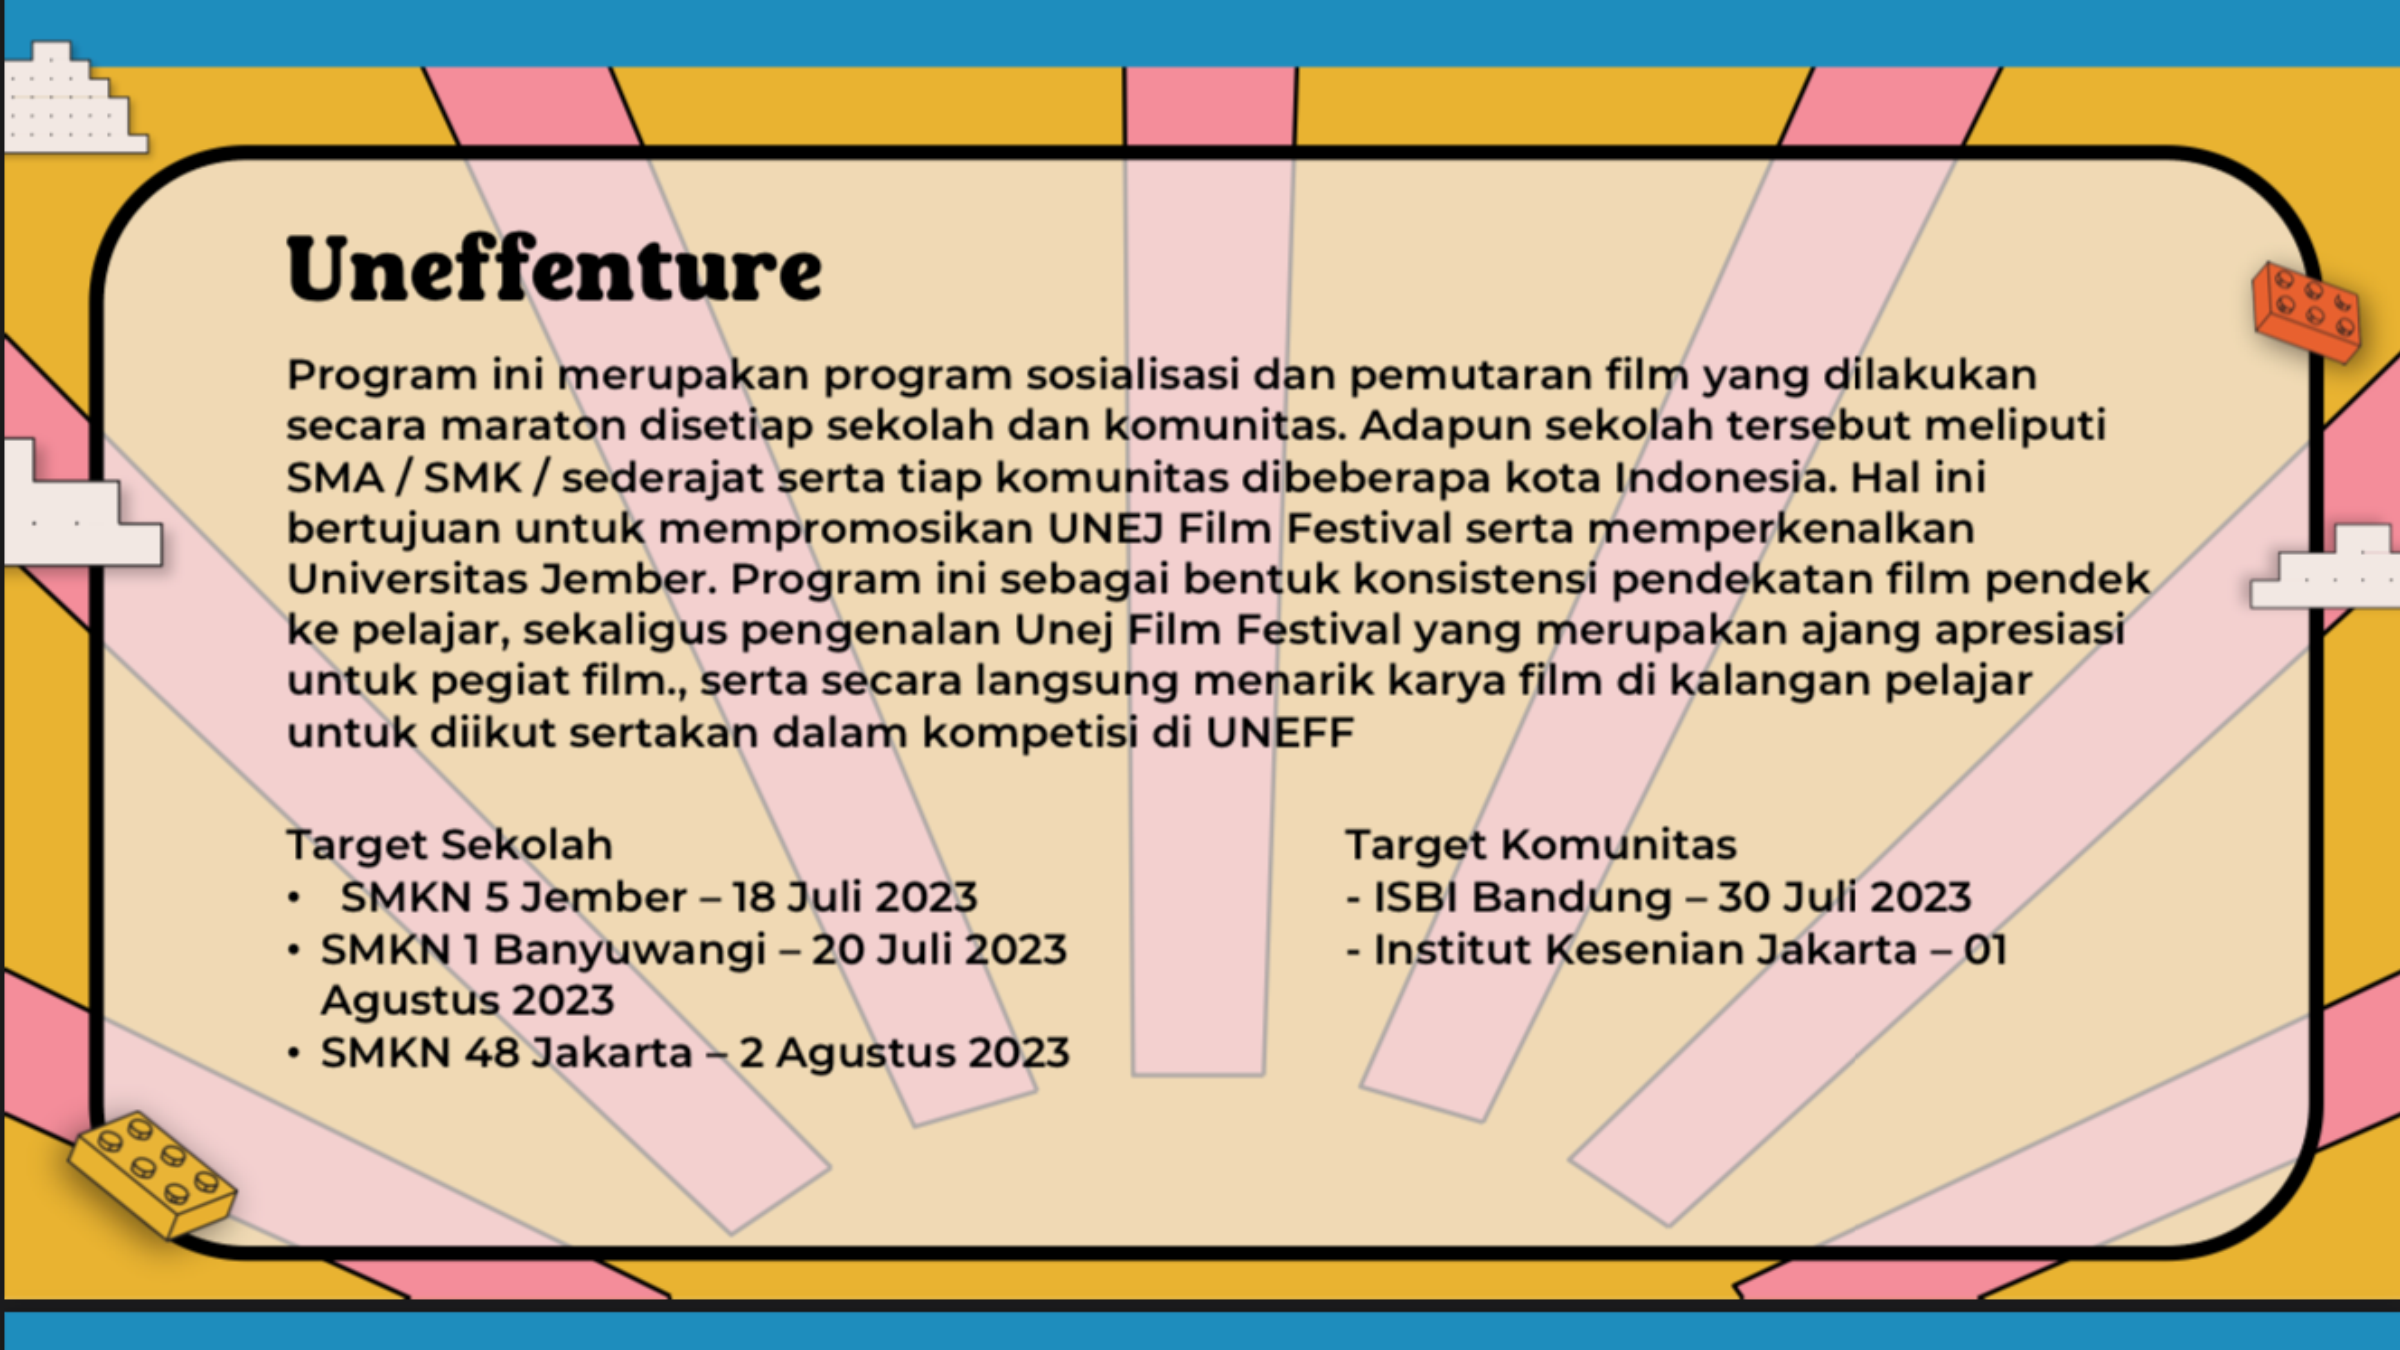 Uneffenture
Program ini merupakan program sosialisasi dan pemutaran film yang dilakukan
secara maraton disetiap sekolah dan komunitas. Adapun sekolah tersebut meliputi
SMA / SMK / sederajat serta tiap komunitas dibeberapa kota Indonesia. Hal ini
bertujuan untuk mempromosikan UNEJ Film Festival serta memperkenalkan
Universitas Jember. Program ini sebagai bentuk konsistensi pendekatan film pendek
ke pelajar, sekaligus pengenalan Unej Film Festival yang merupakan ajang apresiasi
untuk pegiat film., serta secara langsung menarik karya film di kalangan pelajar
untuk diikut sertakan dalam kompetisi di UNEFF
Target Sekolah
• SMKN 5 Jember – 18 Juli 2023
• SMKN 1 Banyuwangi – 20 Juli 2023
Agustus 2023
• SMKN 48 Jakarta – 2 Agustus 2023
Target Komunitas
- ISBI Bandung – 30 Juli 2023
- Institut Kesenian Jakarta – 01